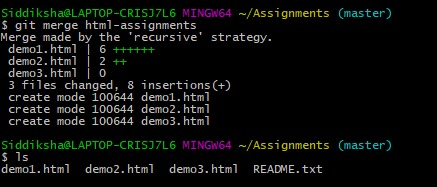 Siddiksha@LAPTOP-CRISJ7L6 MINGW64 ~/Assignments (master)
$ git merge html-assignments
Merge made by the 'recursive' strategy.
 demo1.html | 6 ++++++
 demo2.html | 2 ++
 demo3.html | 0
 3 files changed, 8 insertions(+)
 create mode 100644 demo1.html
 create mode 100644 demo2.html
 create mode 100644 demo3.html
Siddiksha@LAPTOP-CRISJ7L6 MINGW64 ~/Assignments (master)
$ ls
demo1.html  demo2.html  demo3.html  README.txt